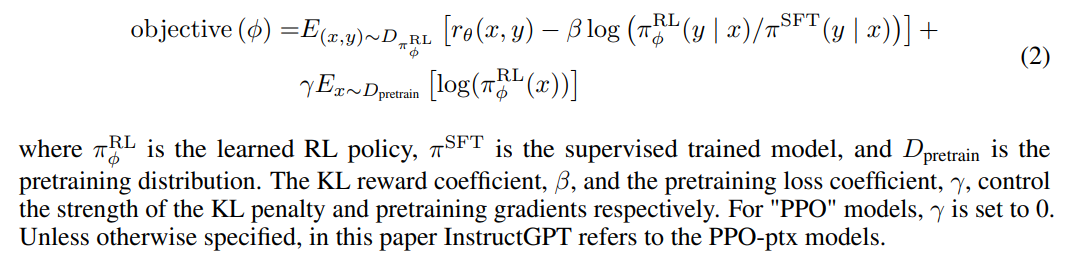 objective (ϕ) =E_{(x,y)∼D_{π_ϕ^{RL}}} [r_θ(x, y) − β log (π_ϕ^{RL}(y | x)/π^{SFT}(y | x))] +
(2)
γE_{x∼D_{pretrain}} [log(π_ϕ^{RL}(x))]
where π_ϕ^{RL} is the learned RL policy, π^{SFT} is the supervised trained model, and D_{pretrain} is the
pretraining distribution. The KL reward coefficient, β, and the pretraining loss coefficient, γ, control
the strength of the KL penalty and pretraining gradients respectively. For "PPO" models, γ is set to 0.
Unless otherwise specified, in this paper InstructGPT refers to the PPO-ptx models.